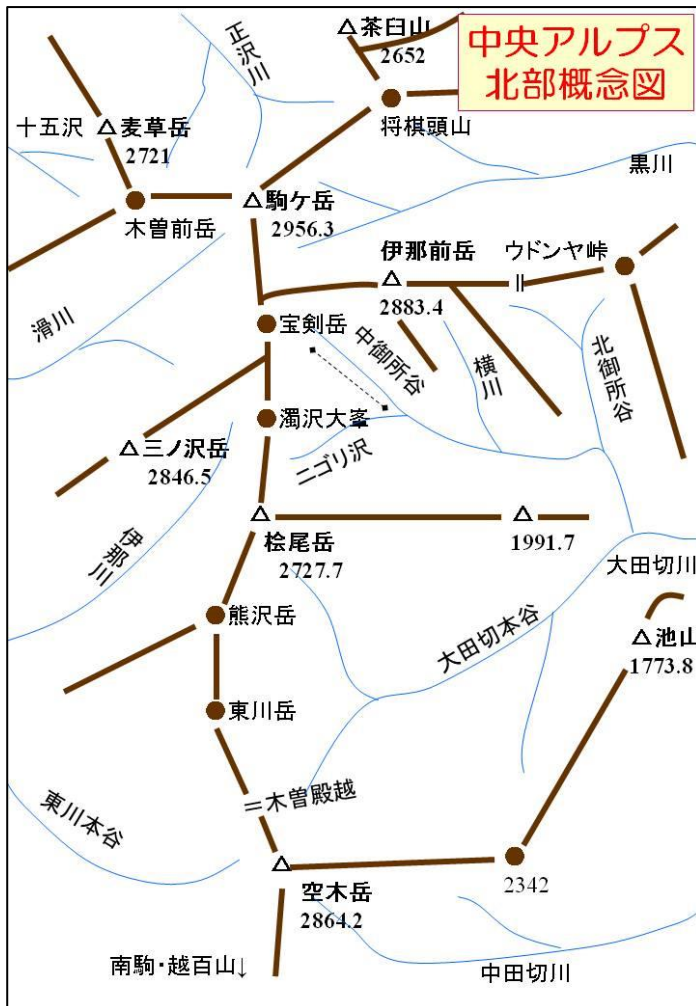 中央アルプス
北部概念図
茶臼山
2652
正沢川
将棋頭山
十五沢
麦草岳
2721
黒川
木曽前岳
駒ケ岳
2956.3
伊那前岳
2883.4
ウドンヤ峠
滑川
宝剣岳
中御所谷
横川
北御所谷
濁沢大峯
三ノ沢岳
2846.5
ニゴリ沢
伊那川
桧尾岳
2727.7
1991.7
大田切川
熊沢岳
大田切本谷
池山
1773.8
東川岳
木曽殿越
東川本谷
空木岳
2864.2
2342
南駒・越百山↓
中田切川